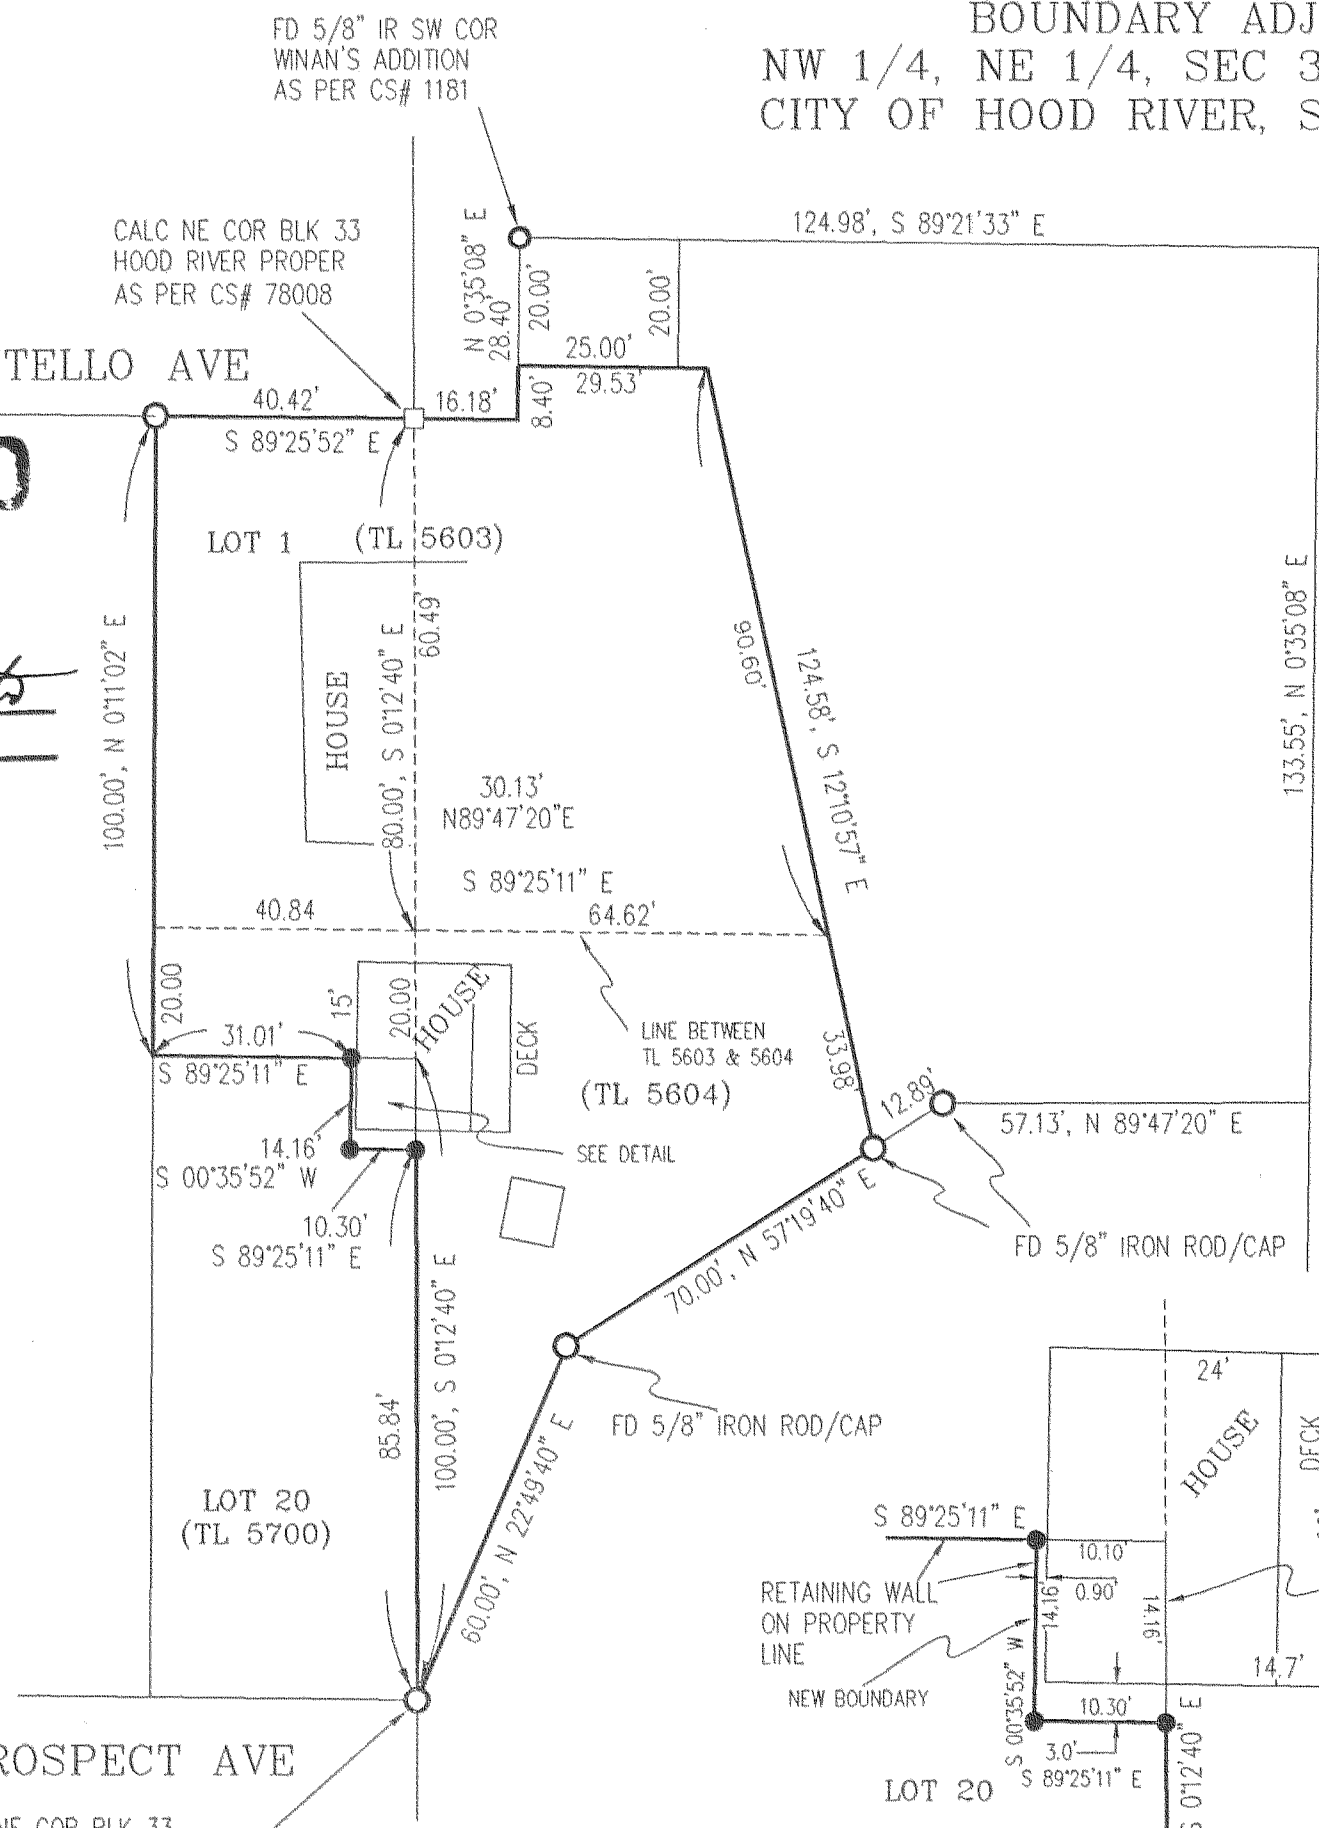 BOUNDARY ADJ
NW 1/4, NE 1/4, SEC 3
CITY OF HOOD RIVER, S
FD 5/8" IR SW COR
WINAN'S ADDITION
AS PER CS# 1181
CALC NE COR BLK 33
HOOD RIVER PROPER
AS PER CS# 78008
N 0°35'08" E
28.40'
20.00'
20.00'
124.98', S 89°21'33" E
25.00'
29.53'
8.40'
TELLO AVE
40.42'
16.18'
S 89°25'52" E
LOT 1
(TL 5603)
100.00', N 0°11'02" E
HOUSE
80.00', S 0°12'40" E
60.49'
90.60'
124.58', S 12°10'57" E
133.55', N 0°35'08" E
30.13'
N89°47'20"E
S 89°25'11" E
40.84
64.62'
20.00
15'
20.00
HOUSE
DECK
LINE BETWEEN
TL 5603 & 5604
(TL 5604)
33.98'
31.01'
S 89°25'11" E
12.89'
57.13', N 89°47'20" E
14.16'
S 00°35'52" W
SEE DETAIL
10.30'
S 89°25'11" E
70.00', N 57°19'40" E
FD 5/8" IRON ROD/CAP
85.84'
100.00', S 0°12'40" E
FD 5/8" IRON ROD/CAP
60.00', N 22°49'40" E
LOT 20
(TL 5700)
24'
HOUSE
DECK
S 89°25'11" E
10.10'
0.90'
14.16'
14.16'
RETAINING WALL
ON PROPERTY
LINE
NEW BOUNDARY
S 00°35'52" W
14.7'
10.30'
3.0'
S 89°25'11" E
S 0°12'40" E
LOT 20
ROSPECT AVE
NE COR BLK 33